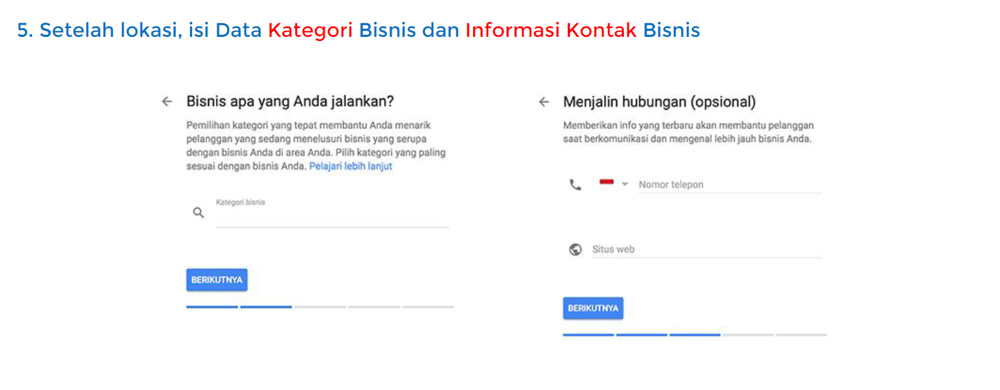 5. Setelah lokasi, isi Data Kategori Bisnis dan Informasi Kontak Bisnis
Bisnis apa yang Anda jalankan?
Pemilihan kategori yang tepat membantu Anda menarik
pelanggan yang sedang menelusuri bisnis yang serupa
dengan bisnis Anda di area Anda. Pilih kategori yang paling
sesuai dengan bisnis Anda. Pelajari lebih lanjut
Kategori bisnis
BERIKUTNYA
Menjalin hubungan (opsional)
Memberikan info yang terbaru akan membantu pelanggan
saat berkomunikasi dan mengenal lebih jauh bisnis Anda.
Nomor telepon
Situs web
BERIKUTNYA